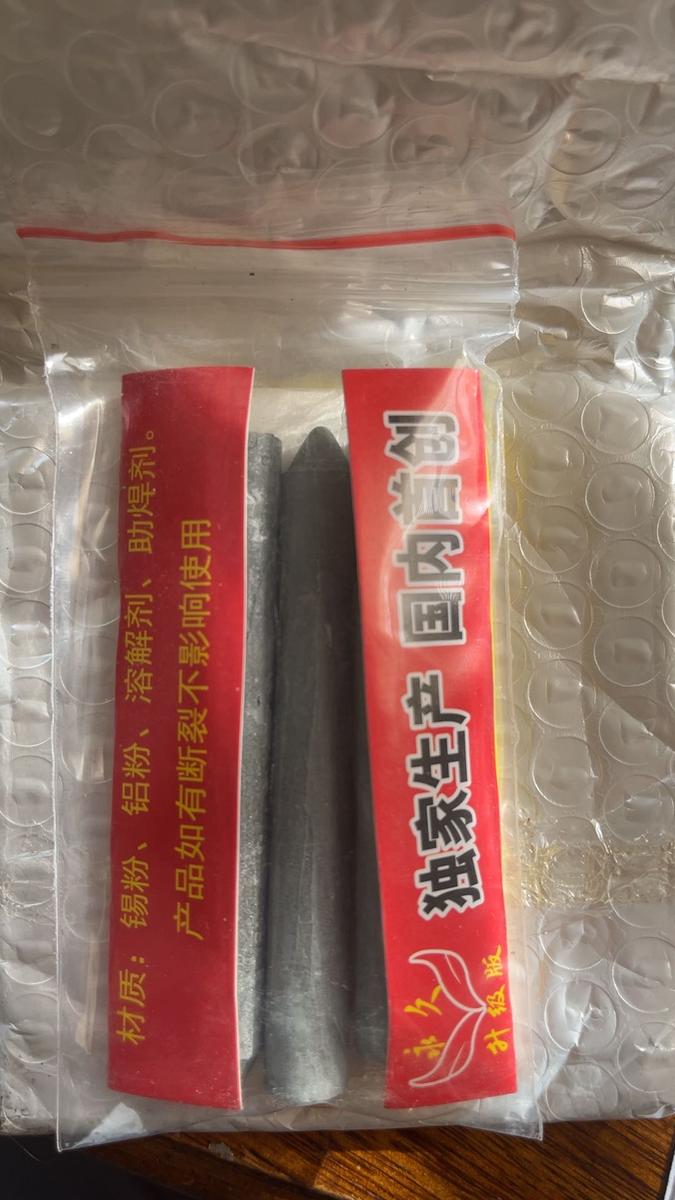 材质：锡粉、铝粉、溶解剂、助焊剂。
产品如有断裂不影响使用
永久
升级版
独家生产 国内首创